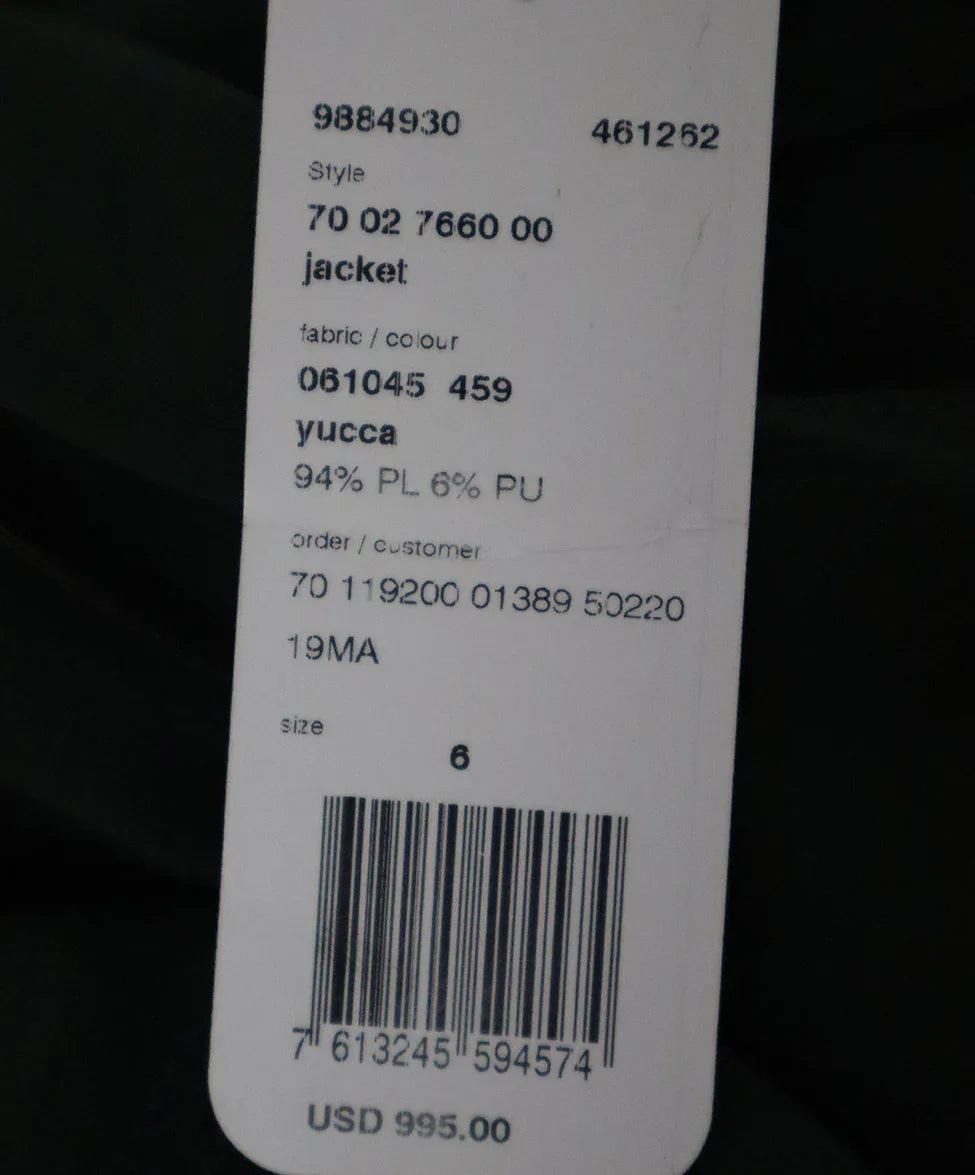 9884930 461262
Style
70 02 7660 00
jacket
fabric / colour
061045 459
yucca
94% PL 6% PU
order / customer
70 119200 01389 50220
19MA
size
6
7 613245 594574
USD 995.00